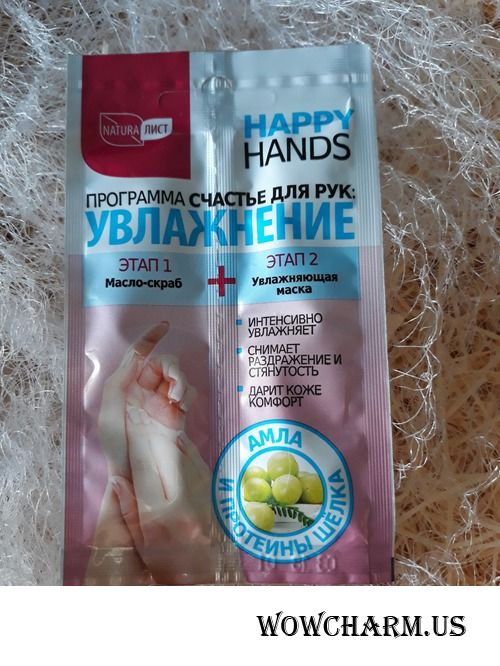 NATURA ЛИСТ
HAPPY
HANDS
ПРОГРАММА СЧАСТЬЕ ДЛЯ РУК:
УВЛАЖНЕНИЕ
ЭТАП 1
Масло-скраб
+
ЭТАП 2
Увлажняющая
маска
ИНТЕНСИВНО
УВЛАЖНЯЕТ
СНИМАЕТ
РАЗДРАЖЕНИЕ И
СТЯНУТОСТЬ
ДАРИТ КОЖЕ
КОМФОРТ
АМЛА
И ПРОТЕИНЫ ШЁЛКА
WOWCHARM.US